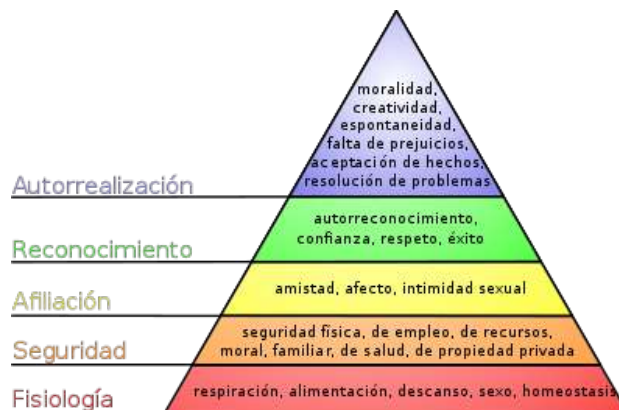 moralidad,
creatividad,
espontaneidad,
falta de prejuicios,
aceptación de hechos,
resolución de problemas
Autorrealización
autorreconocimiento,
confianza, respeto, éxito
Reconocimiento
amistad, afecto, intimidad sexual
Afiliación
seguridad física, de empleo, de recursos,
moral, familiar, de salud, de propiedad privada
Seguridad
respiración, alimentación, descanso, sexo, homeostasis
Fisiología